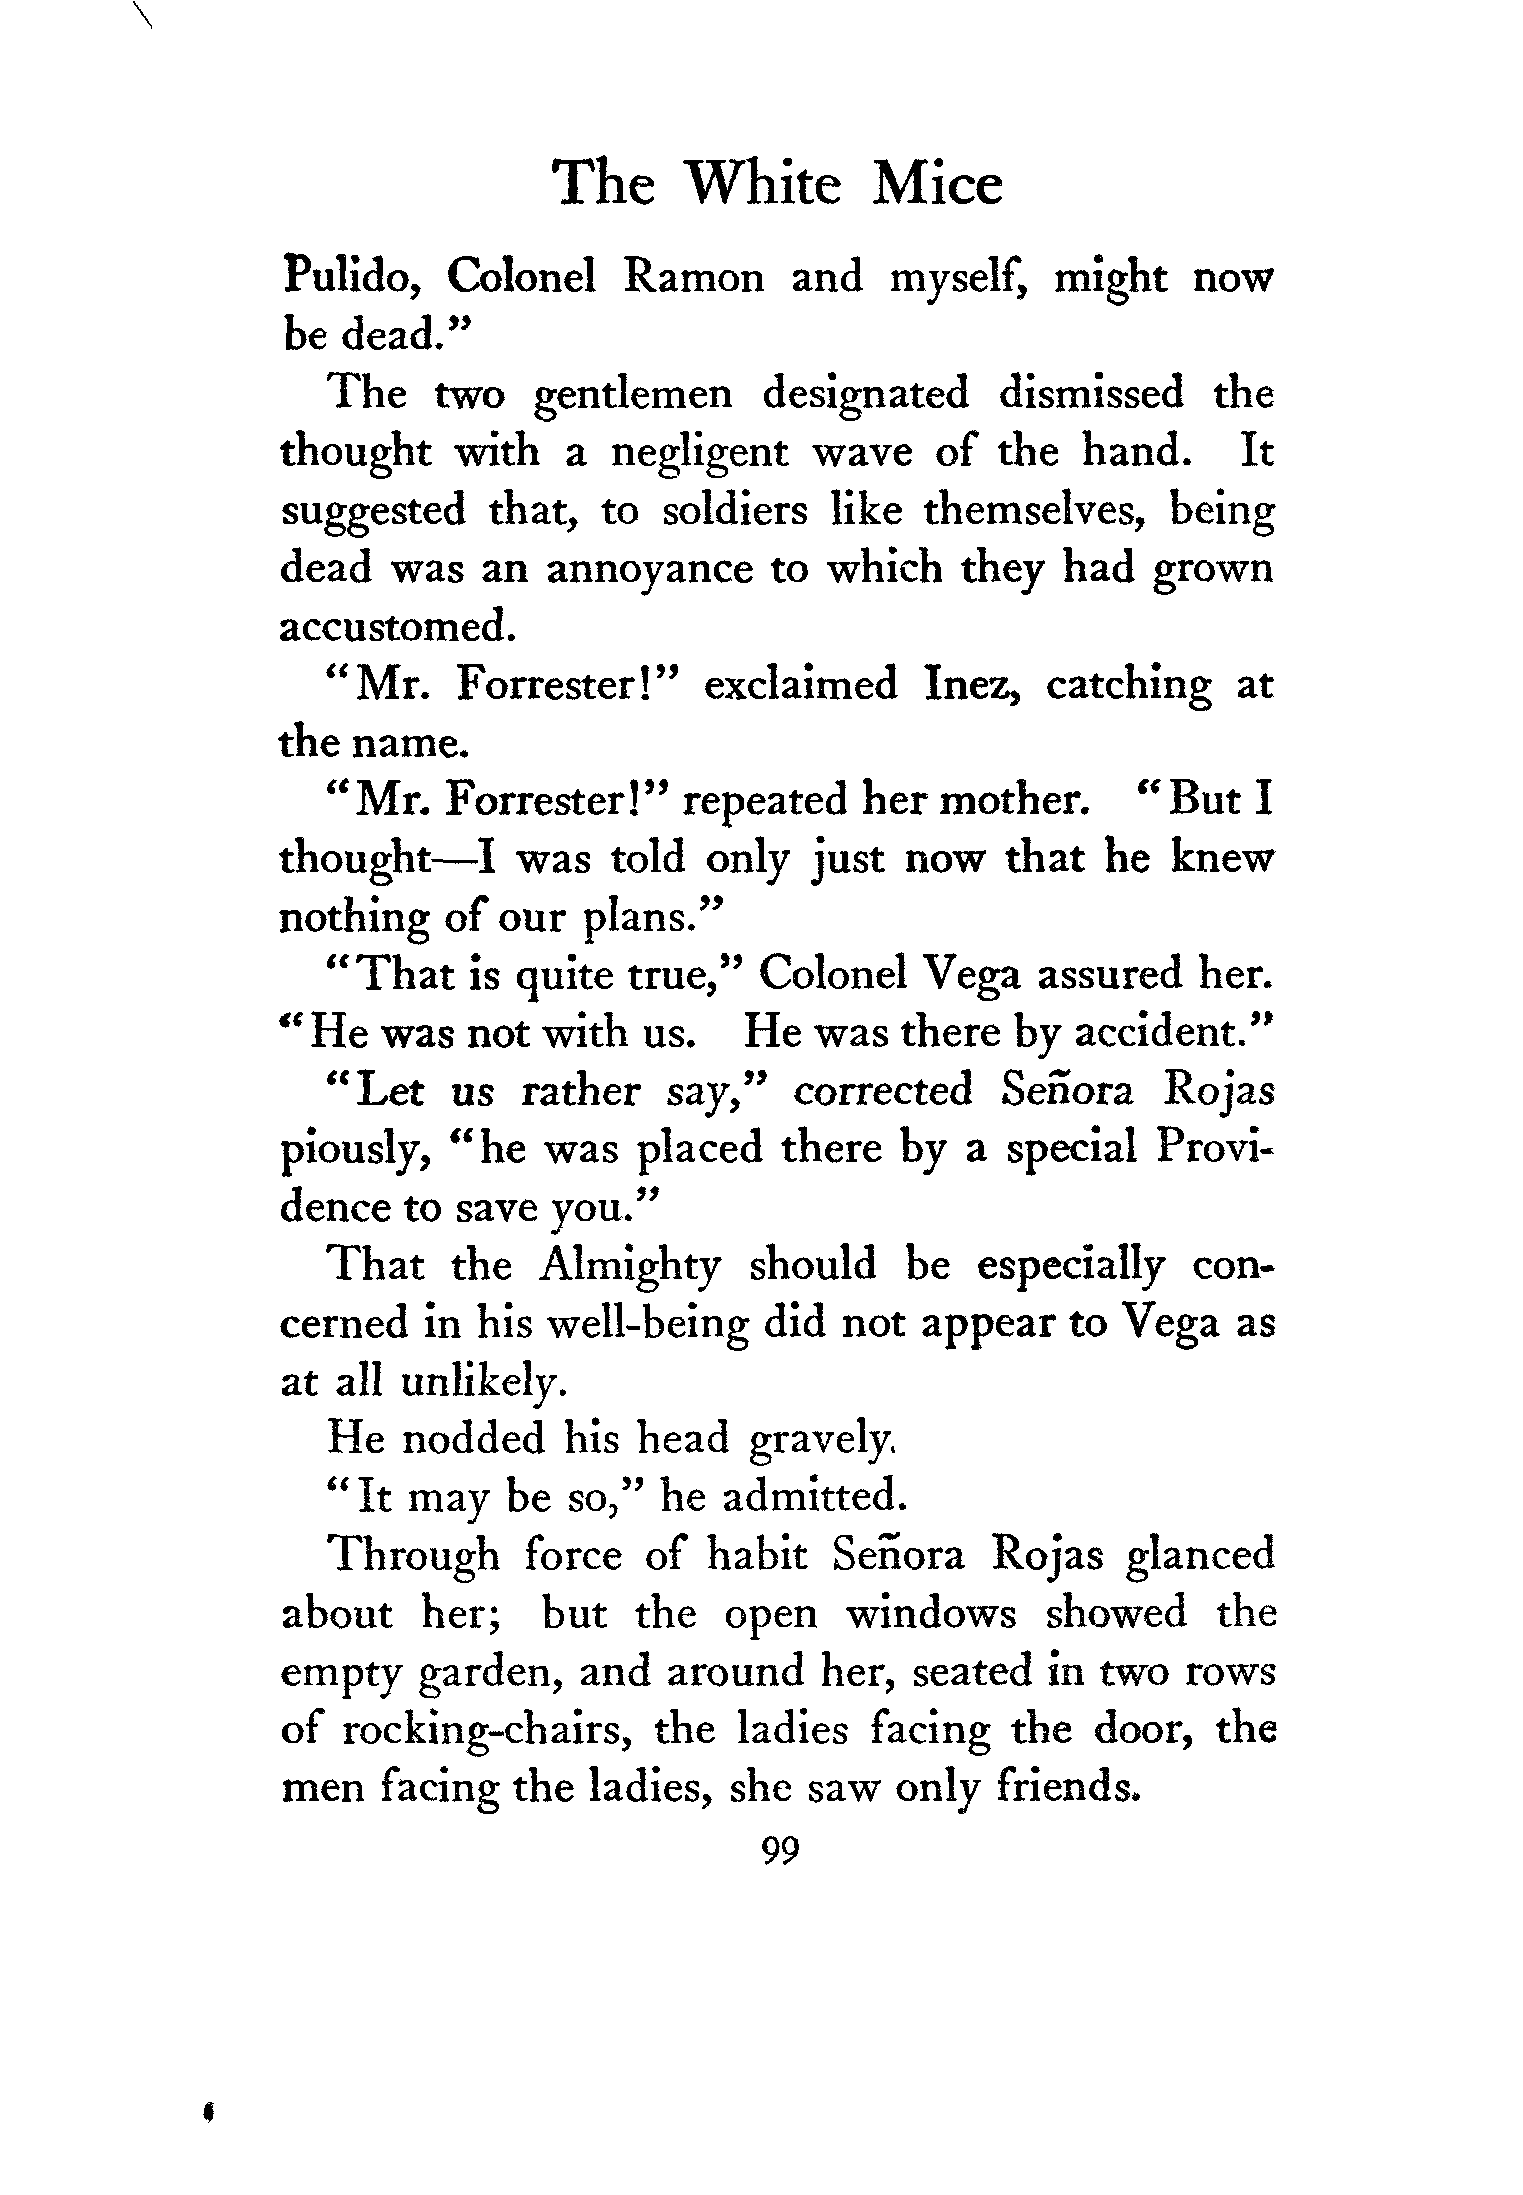 The White Mice
Pulido, Colonel Ramon and myself, might now
be dead.”
The two gentlemen designated dismissed the
thought with a negligent wave of the hand. It
suggested that, to soldiers like themselves, being
dead was an annoyance to which they had grown
accustomed.
“Mr. Forrester!” exclaimed Inez, catching at
the name.
“Mr. Forrester!” repeated her mother. “But I
thought—I was told only just now that he knew
nothing of our plans.”
“That is quite true,” Colonel Vega assured her.
“He was not with us. He was there by accident.”
“Let us rather say,” corrected Señora Rojas
piously, “he was placed there by a special Provi-
dence to save you.”
That the Almighty should be especially con-
cerned in his well-being did not appear to Vega as
at all unlikely.
He nodded his head gravely.
“It may be so,” he admitted.
Through force of habit Señora Rojas glanced
about her; but the open windows showed the
empty garden, and around her, seated in two rows
of rocking-chairs, the ladies facing the door, the
men facing the ladies, she saw only friends.
99